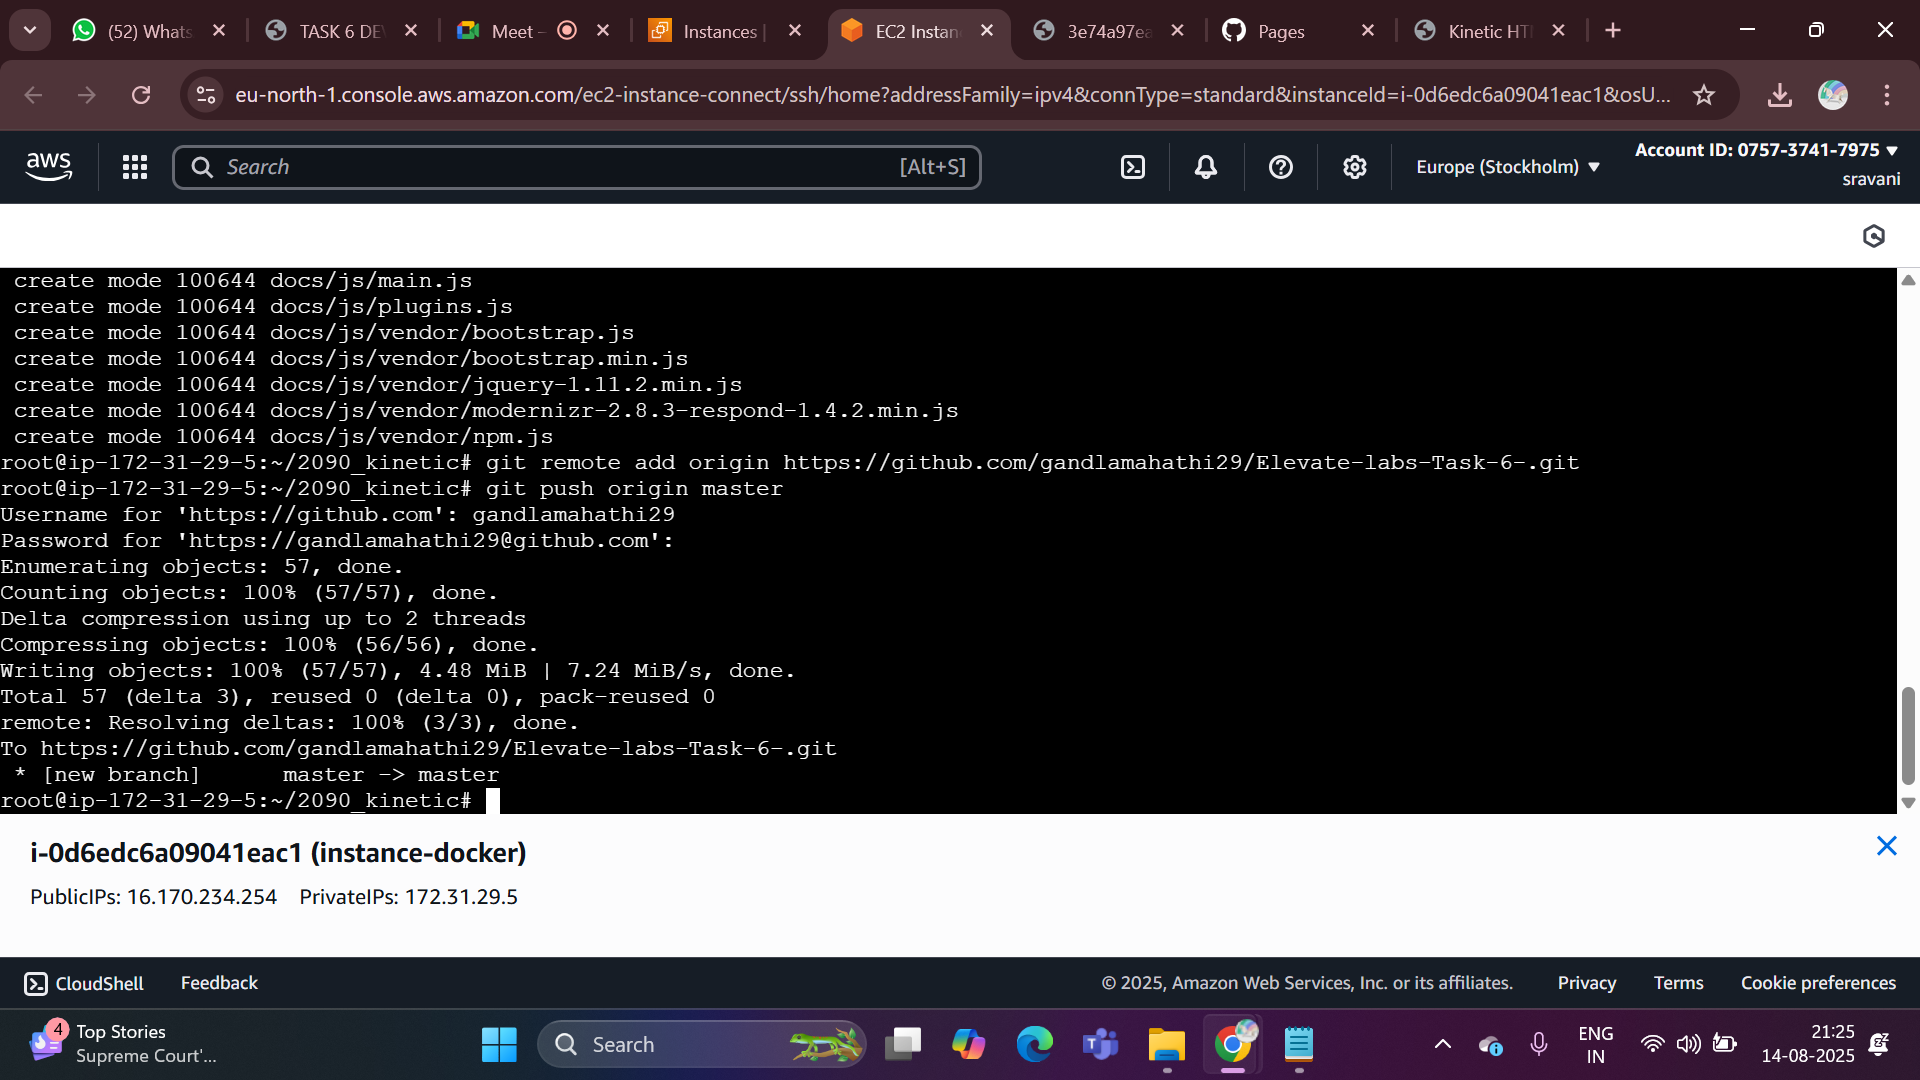 (52) Whats
TASK 6 DE
Meet -
Instances |
EC2 Instan
3e74a97ea
Pages
Kinetic HT
eu-north-1.console.aws.amazon.com/ec2-instance-connect/ssh/home?addressFamily=ipv4&connType=standard&instanceId=i-0d6edc6a09041eac1&osU...
aws
Search
[Alt+S]
Europe (Stockholm)
Account ID: 0757-3741-7975
sravani
create mode 100644 docs/js/main.js
create mode 100644 docs/js/plugins.js
create mode 100644 docs/js/vendor/bootstrap.js
create mode 100644 docs/js/vendor/bootstrap.min.js
create mode 100644 docs/js/vendor/jquery-1.11.2.min.js
create mode 100644 docs/js/vendor/modernizr-2.8.3-respond-1.4.2.min.js
create mode 100644 docs/js/vendor/npm.js
root@ip-172-31-29-5:~/2090_kinetic# git remote add origin https://github.com/gandlamahathi29/Elevate-labs-Task-6-.git
root@ip-172-31-29-5:~/2090_kinetic# git push origin master
Username for 'https://github.com': gandlamahathi29
Password for 'https://gandlamahathi29@github.com':
Enumerating objects: 57, done.
Counting objects: 100% (57/57), done.
Delta compression using up to 2 threads
Compressing objects: 100% (56/56), done.
Writing objects: 100% (57/57), 4.48 MiB | 7.24 MiB/s, done.
Total 57 (delta 3), reused 0 (delta 0), pack-reused 0
remote: Resolving deltas: 100% (3/3), done.
To https://github.com/gandlamahathi29/Elevate-labs-Task-6-.git
* [new branch]      master -> master
root@ip-172-31-29-5:~/2090_kinetic#
i-0d6edc6a09041eac1 (instance-docker)
PublicIPs: 16.170.234.254 PrivateIPs: 172.31.29.5
CloudShell
Feedback
© 2025, Amazon Web Services, Inc. or its affiliates.
Privacy
Terms
Cookie preferences
4
Top Stories
Supreme Court'...
Search
ENG
IN
21:25
14-08-2025